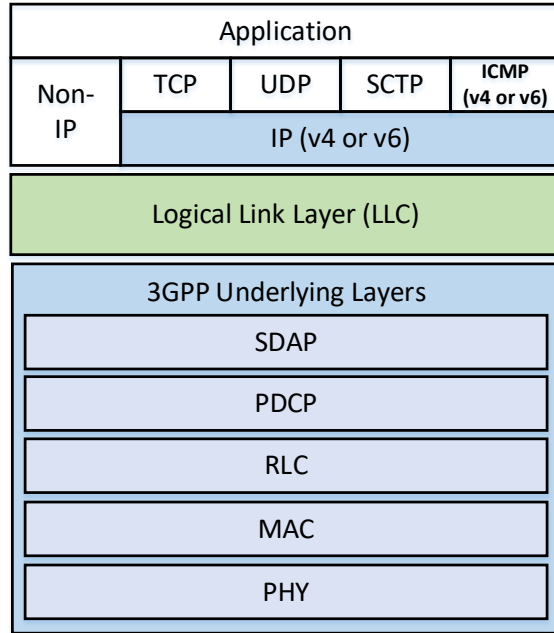 Application
Non-
IP
TCP
UDP
SCTP
ICMP
(v4 or v6)
IP (v4 or v6)
Logical Link Layer (LLC)
3GPP Underlying Layers
SDAP
PDCP
RLC
MAC
PHY